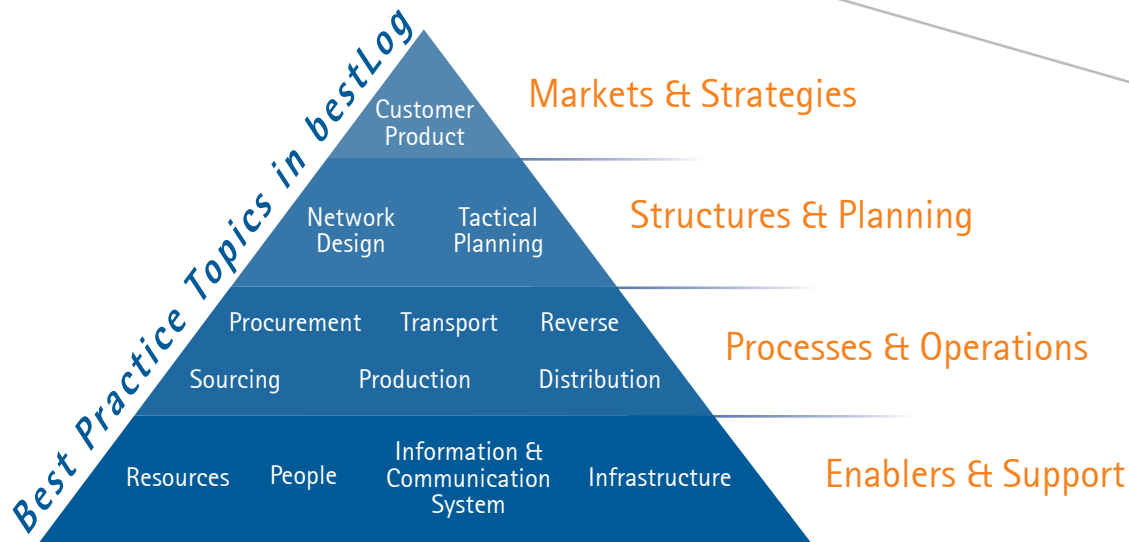 Best Practice Topics in bestLog
Customer
Product
Markets & Strategies
Network
Design
Tactical
Planning
Structures & Planning
Procurement
Transport
Reverse
Sourcing
Production
Distribution
Processes & Operations
Resources
People
Information &
Communication
System
Infrastructure
Enablers & Support